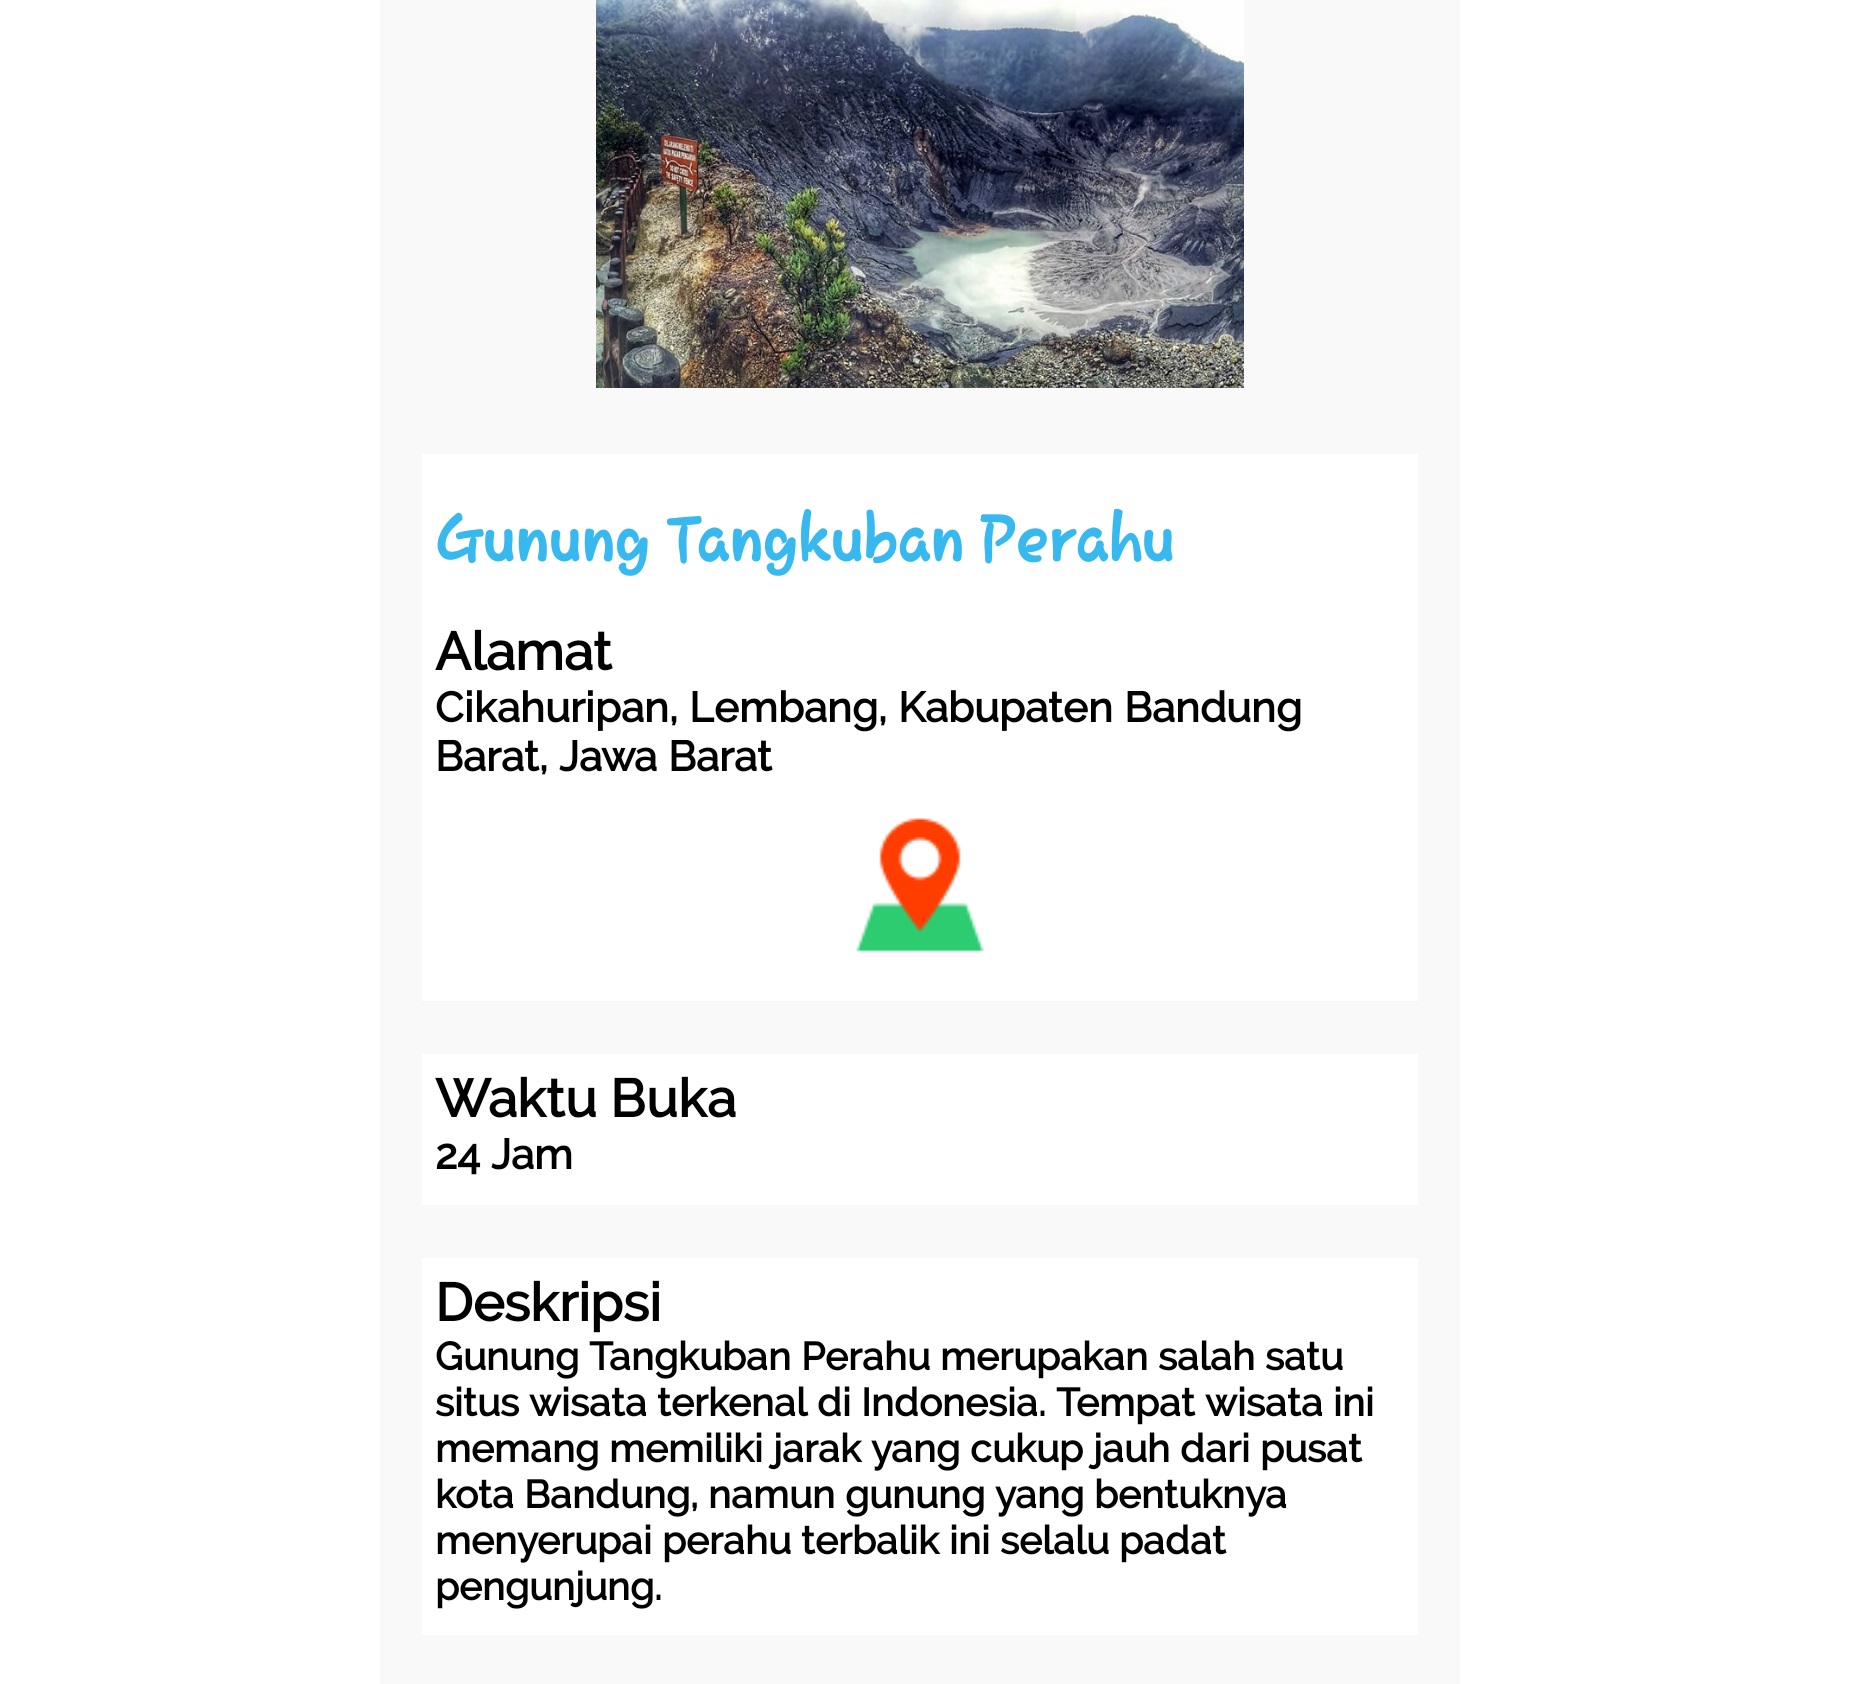 Gunung Tangkuban Perahu
Alamat
Cikahuripan, Lembang, Kabupaten Bandung
Barat, Jawa Barat
Waktu Buka
24 Jam
Deskripsi
Gunung Tangkuban Perahu merupakan salah satu
situs wisata terkenal di Indonesia. Tempat wisata ini
memang memiliki jarak yang cukup jauh dari pusat
kota Bandung, namun gunung yang bentuknya
menyerupai perahu terbalik ini selalu padat
pengunjung.